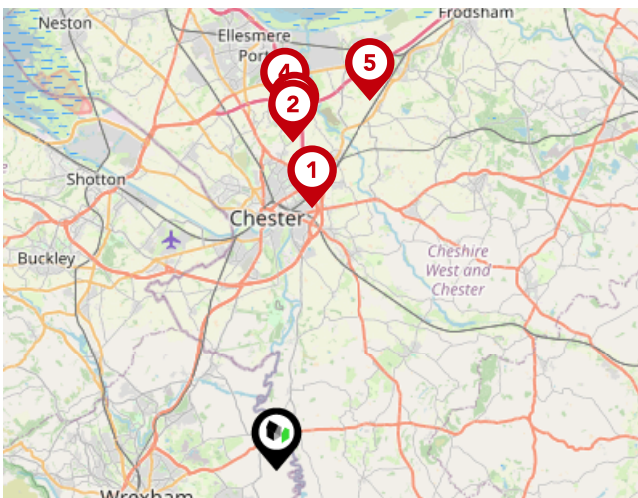 Neston
Frodsham
Ellesmere
Port
5
4
2
1
Shotton
Chester
Buckley
Cheshire
West and
Chester
Wrexham